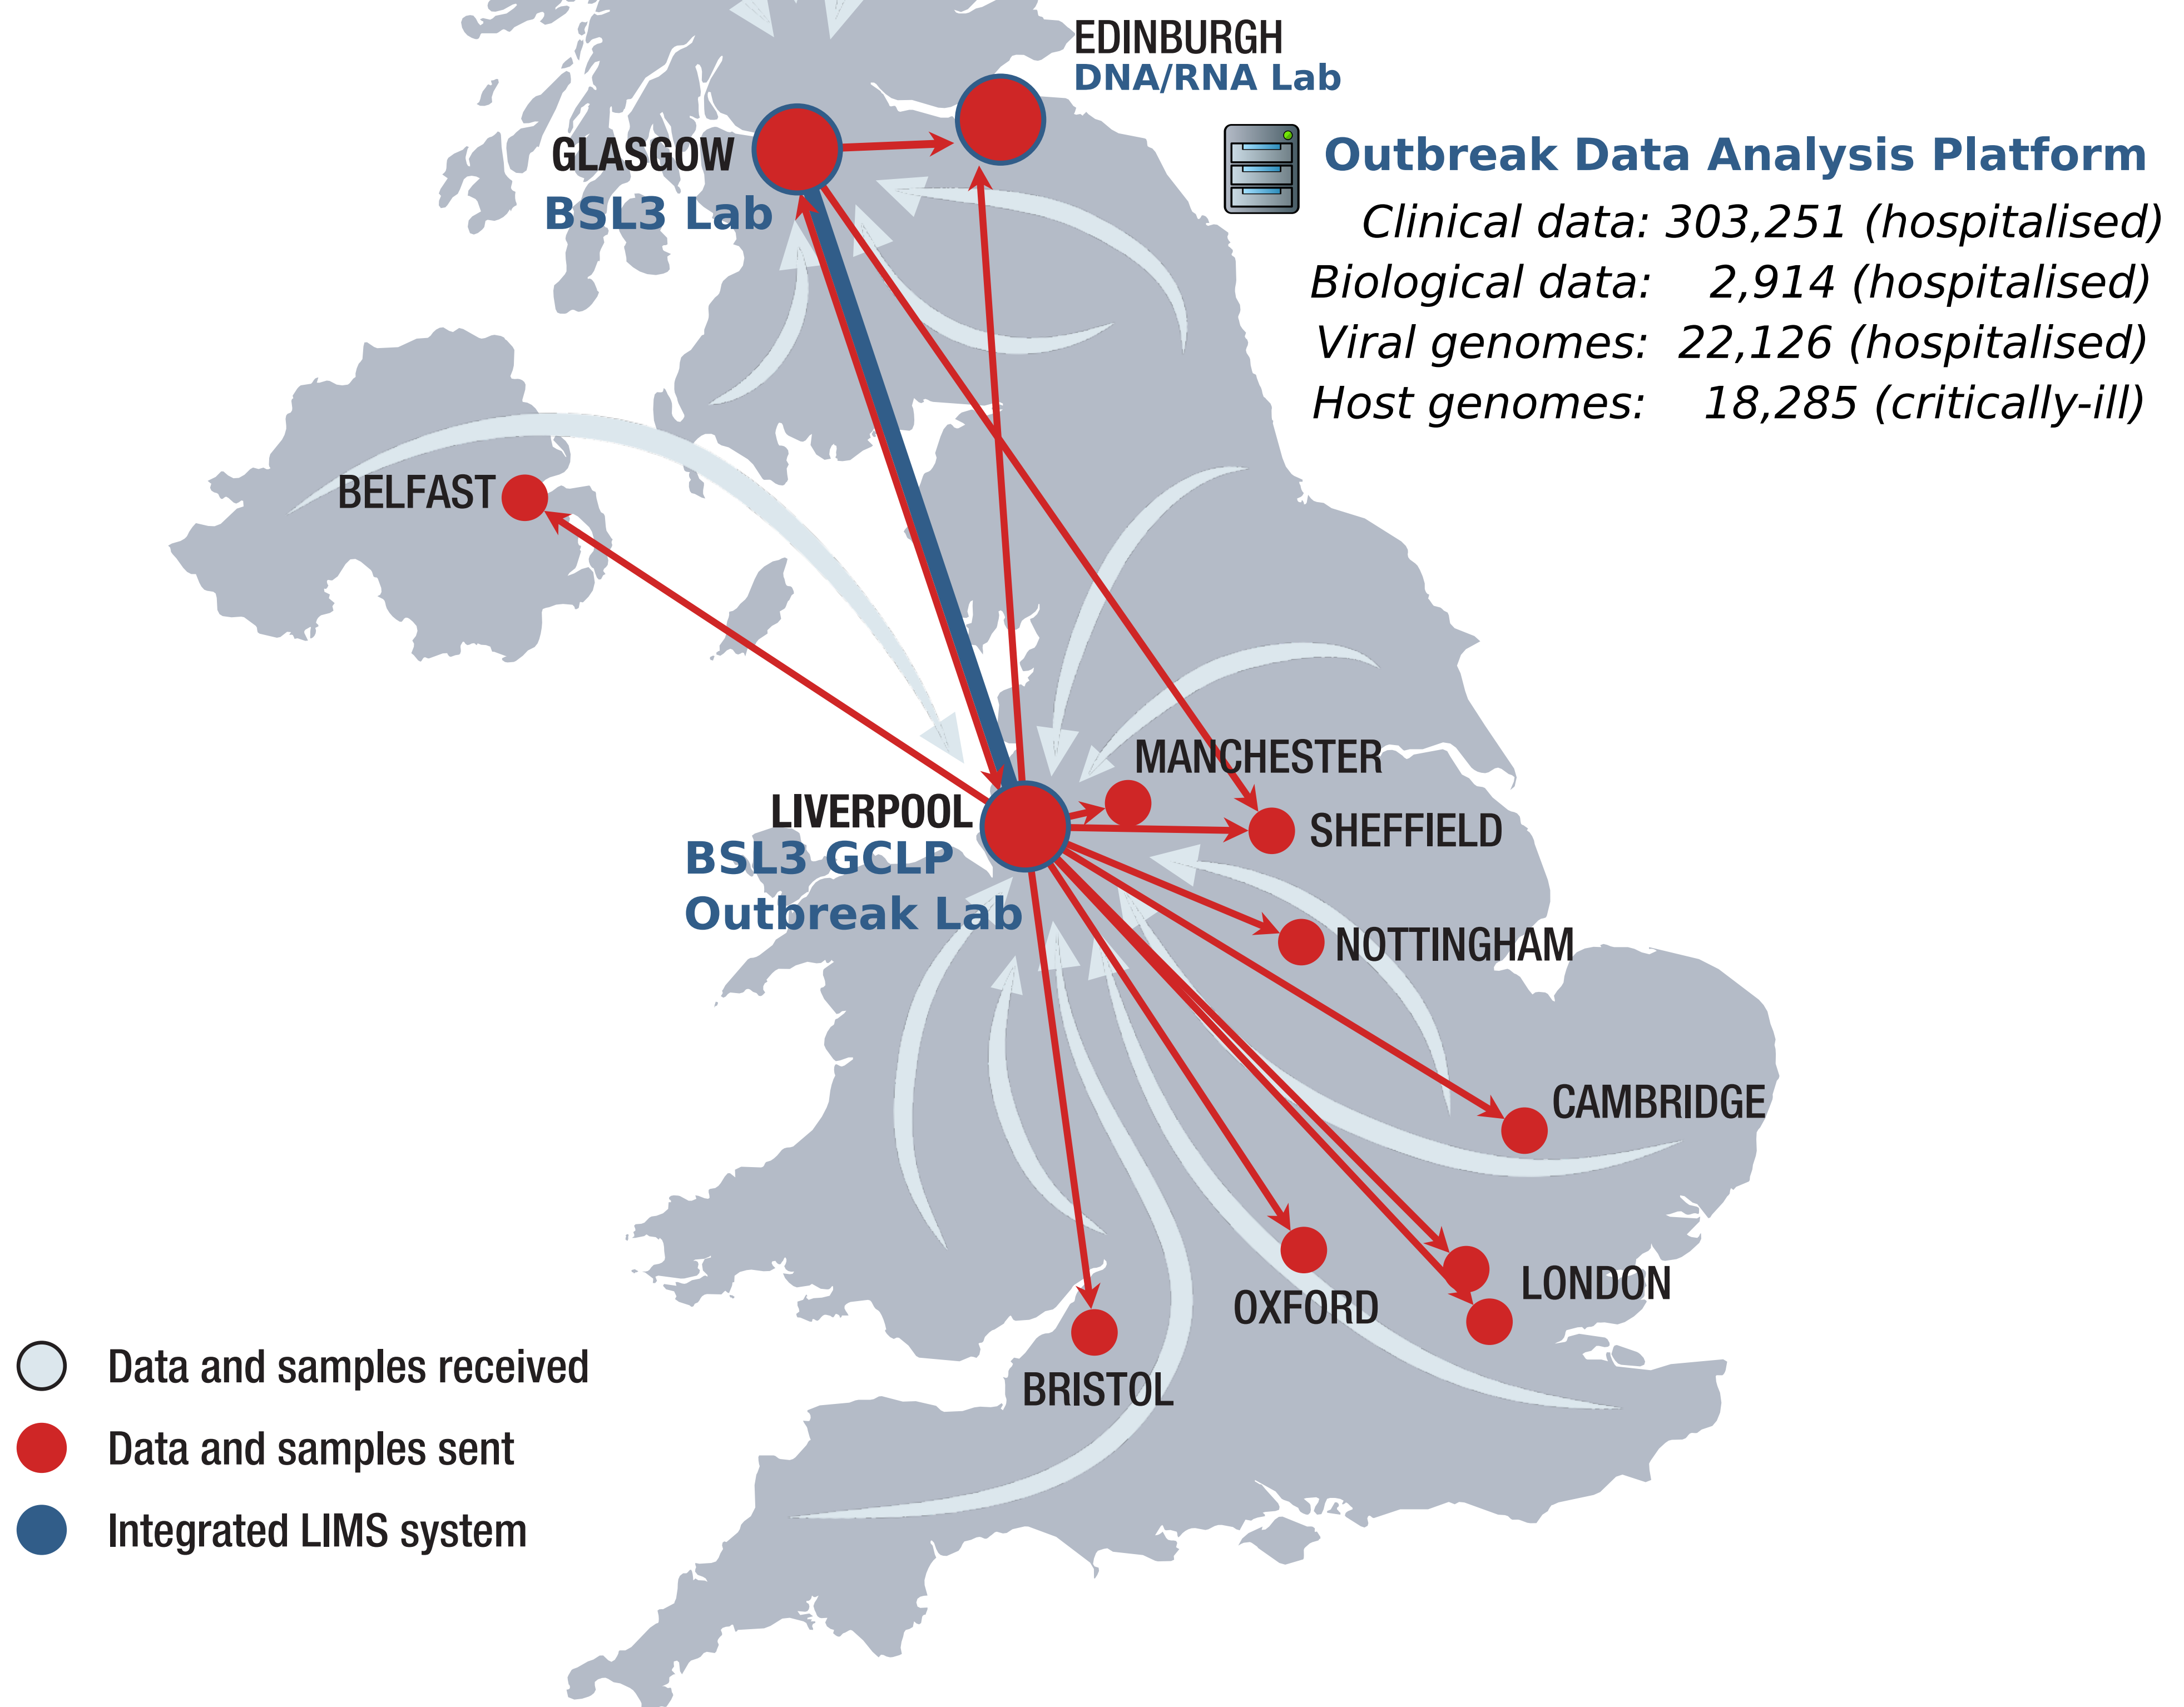 EDINBURGH
DNA/RNA Lab
GLASGOW
BSL3 Lab
Outbreak Data Analysis Platform
Clinical data: 303,251 (hospitalised)
Biological data: 2,914 (hospitalised)
Viral genomes: 22,126 (hospitalised)
Host genomes: 18,285 (critically-ill)
BELFAST
MANCHESTER
LIVERPOOL
BSL3 GCLP
Outbreak Lab
SHEFFIELD
NOTTINGHAM
CAMBRIDGE
LONDON
OXFORD
BRISTOL
Data and samples received
Data and samples sent
Integrated LIMS system